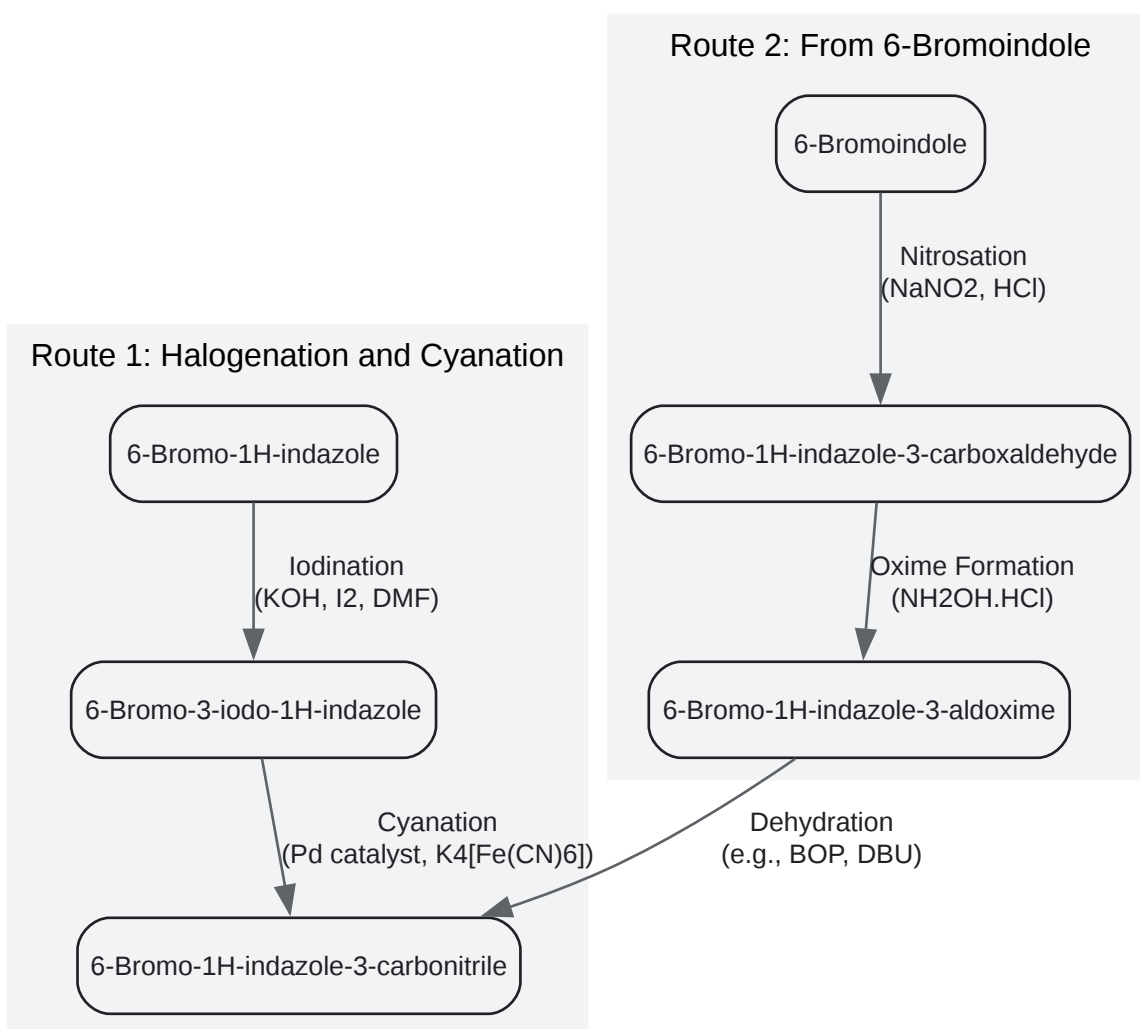 Route 2: From 6-Bromoindole
6-Bromoindole
Nitrosation
(NaNO2, HCl)
6-Bromo-1H-indazole-3-carboxaldehyde
Oxime Formation
(NH2OH.HCl)
6-Bromo-1H-indazole-3-aldoxime
Dehydration
(e.g., BOP, DBU)
Route 1: Halogenation and Cyanation
6-Bromo-1H-indazole
Iodination
(KOH, I2, DMF)
6-Bromo-3-iodo-1H-indazole
Cyanation
(Pd catalyst, K4[Fe(CN)6])
6-Bromo-1H-indazole-3-carbonitrile